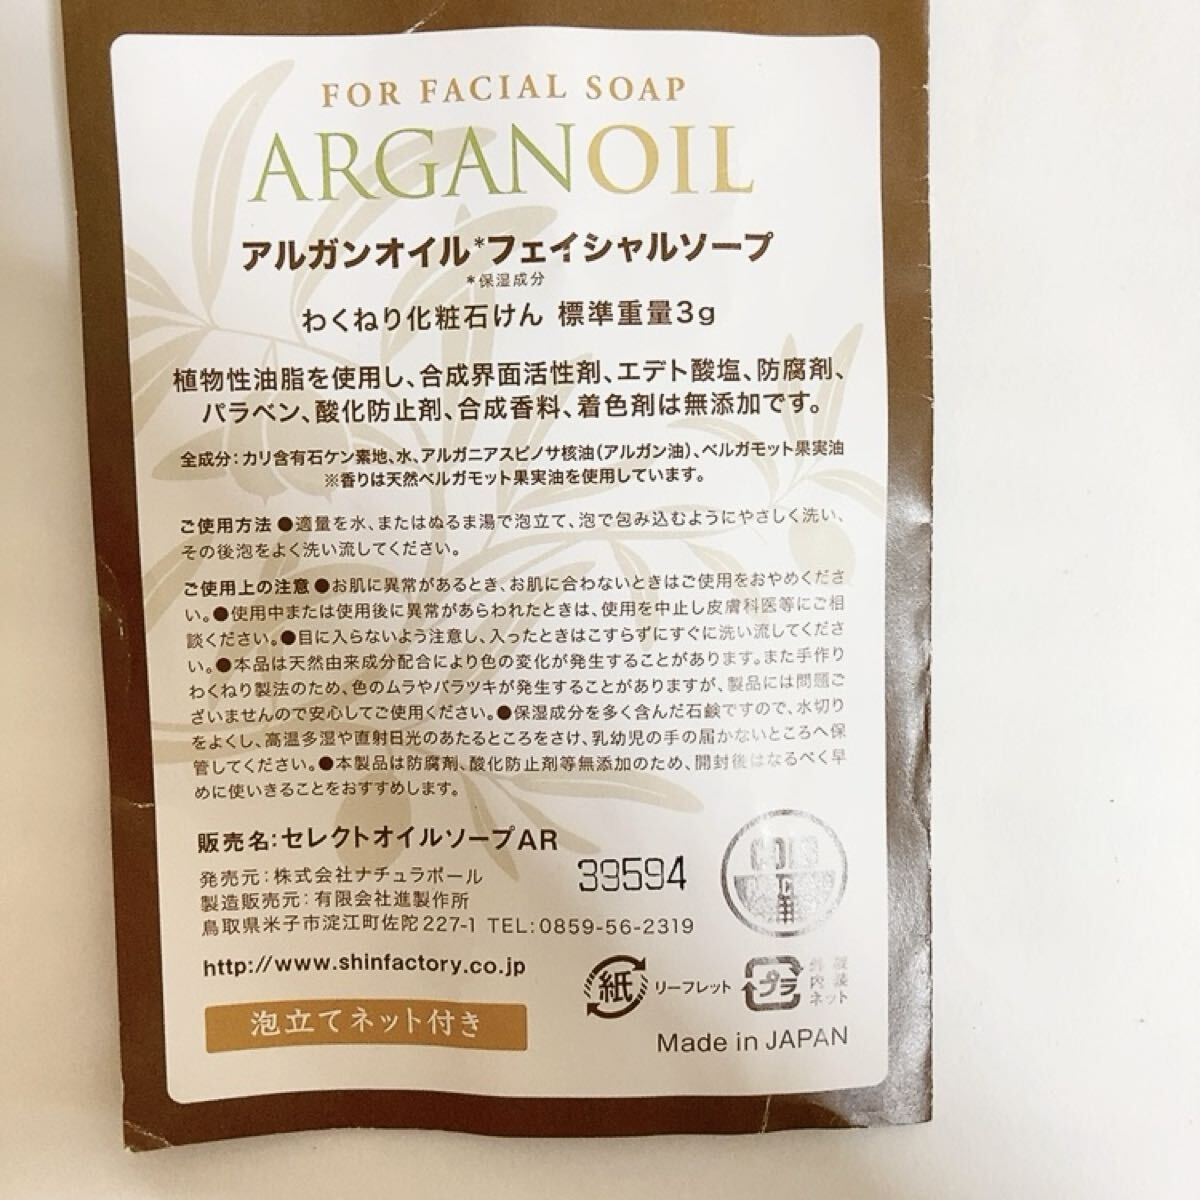 FOR FACIAL SOAP
ARGANOIL
アルガンオイル*フェイシャルソープ
*保湿成分
わくねり化粧石けん 標準重量3g
植物性油脂を使用し、合成界面活性剤、エデト酸塩、防腐剤、
パラベン、酸化防止剤、合成香料、着色剤は無添加です。
全成分:カリ含有石ケン素地、水、アルガニアスピノサ核油(アルガン油)、ベルガモット果実油
※香りは天然ベルガモット果実油を使用しています。
ご使用方法 ●適量を水、またはぬるま湯で泡立て、泡で包み込むようにやさしく洗い、
その後泡をよく洗い流してください。
ご使用上の注意 ●お肌に異常があるとき、お肌に合わないときはご使用をおやめくださ
い。●使用中または使用後に異常があらわれたときは、使用を中止し皮膚科医等にご相
談ください。●目に入らないよう注意し、入ったときはこすらずにすぐに洗い流してくださ
い。●本品は天然由来成分配合により色の変化が発生することがあります。また手作り
わくねり製法のため、色のムラやバラツキが発生することがありますが、製品には問題ご
ざいませんので安心してご使用ください。●保湿成分を多く含んだ石鹸ですので、水切り
をよくし、高温多湿や直射日光のあたるところをさけ、乳幼児の手の届かないところへ保
管してください。●本製品は防腐剤、酸化防止剤等無添加のため、開封後はなるべく早
めに使いきることをおすすめします。
販売名:セレクトオイルソープAR
発売元:株式会社ナチュラポール
39594
製造販売元:有限会社進製作所
鳥取県米子市淀江町佐陀227-1 TEL:0859-56-2319
http://www.shinfactory.co.jp
紙 リーフレット プラ 外袋
内装
ネット
泡立てネット付き
Made in JAPAN